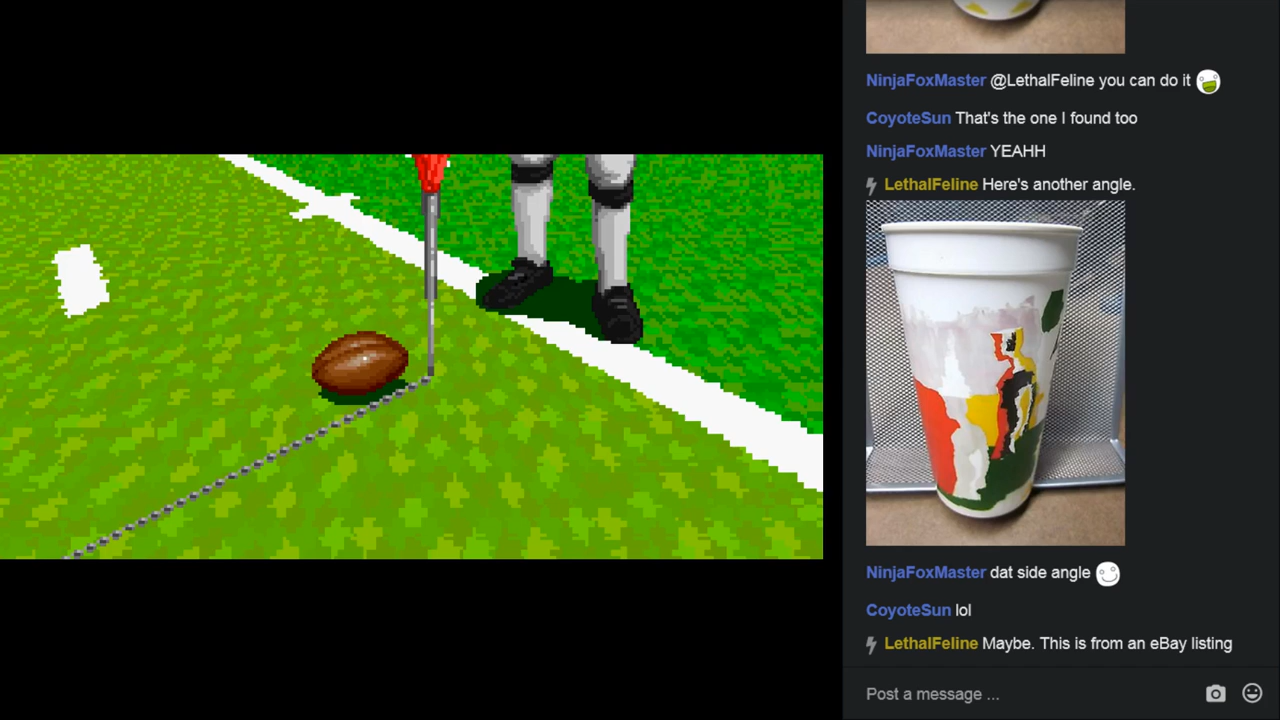 NinjaFoxMaster @LethalFeline you can do it
CoyoteSun That's the one I found too
NinjaFoxMaster YEAHH
LethalFeline Here's another angle.
NinjaFoxMaster dat side angle
CoyoteSun lol
LethalFeline Maybe. This is from an eBay listing
Post a message ...